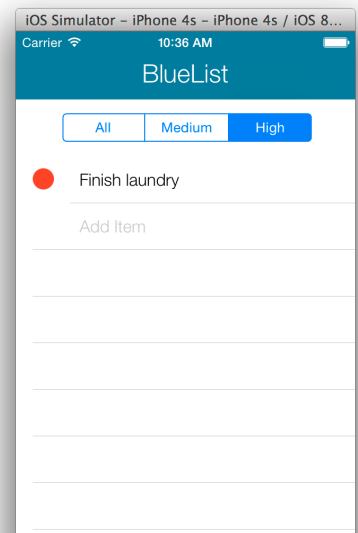 iOS Simulator – iPhone 4s – iPhone 4s / iOS 8...
Carrier 10:36 AM
BlueList
All Medium High
Finish laundry
Add Item